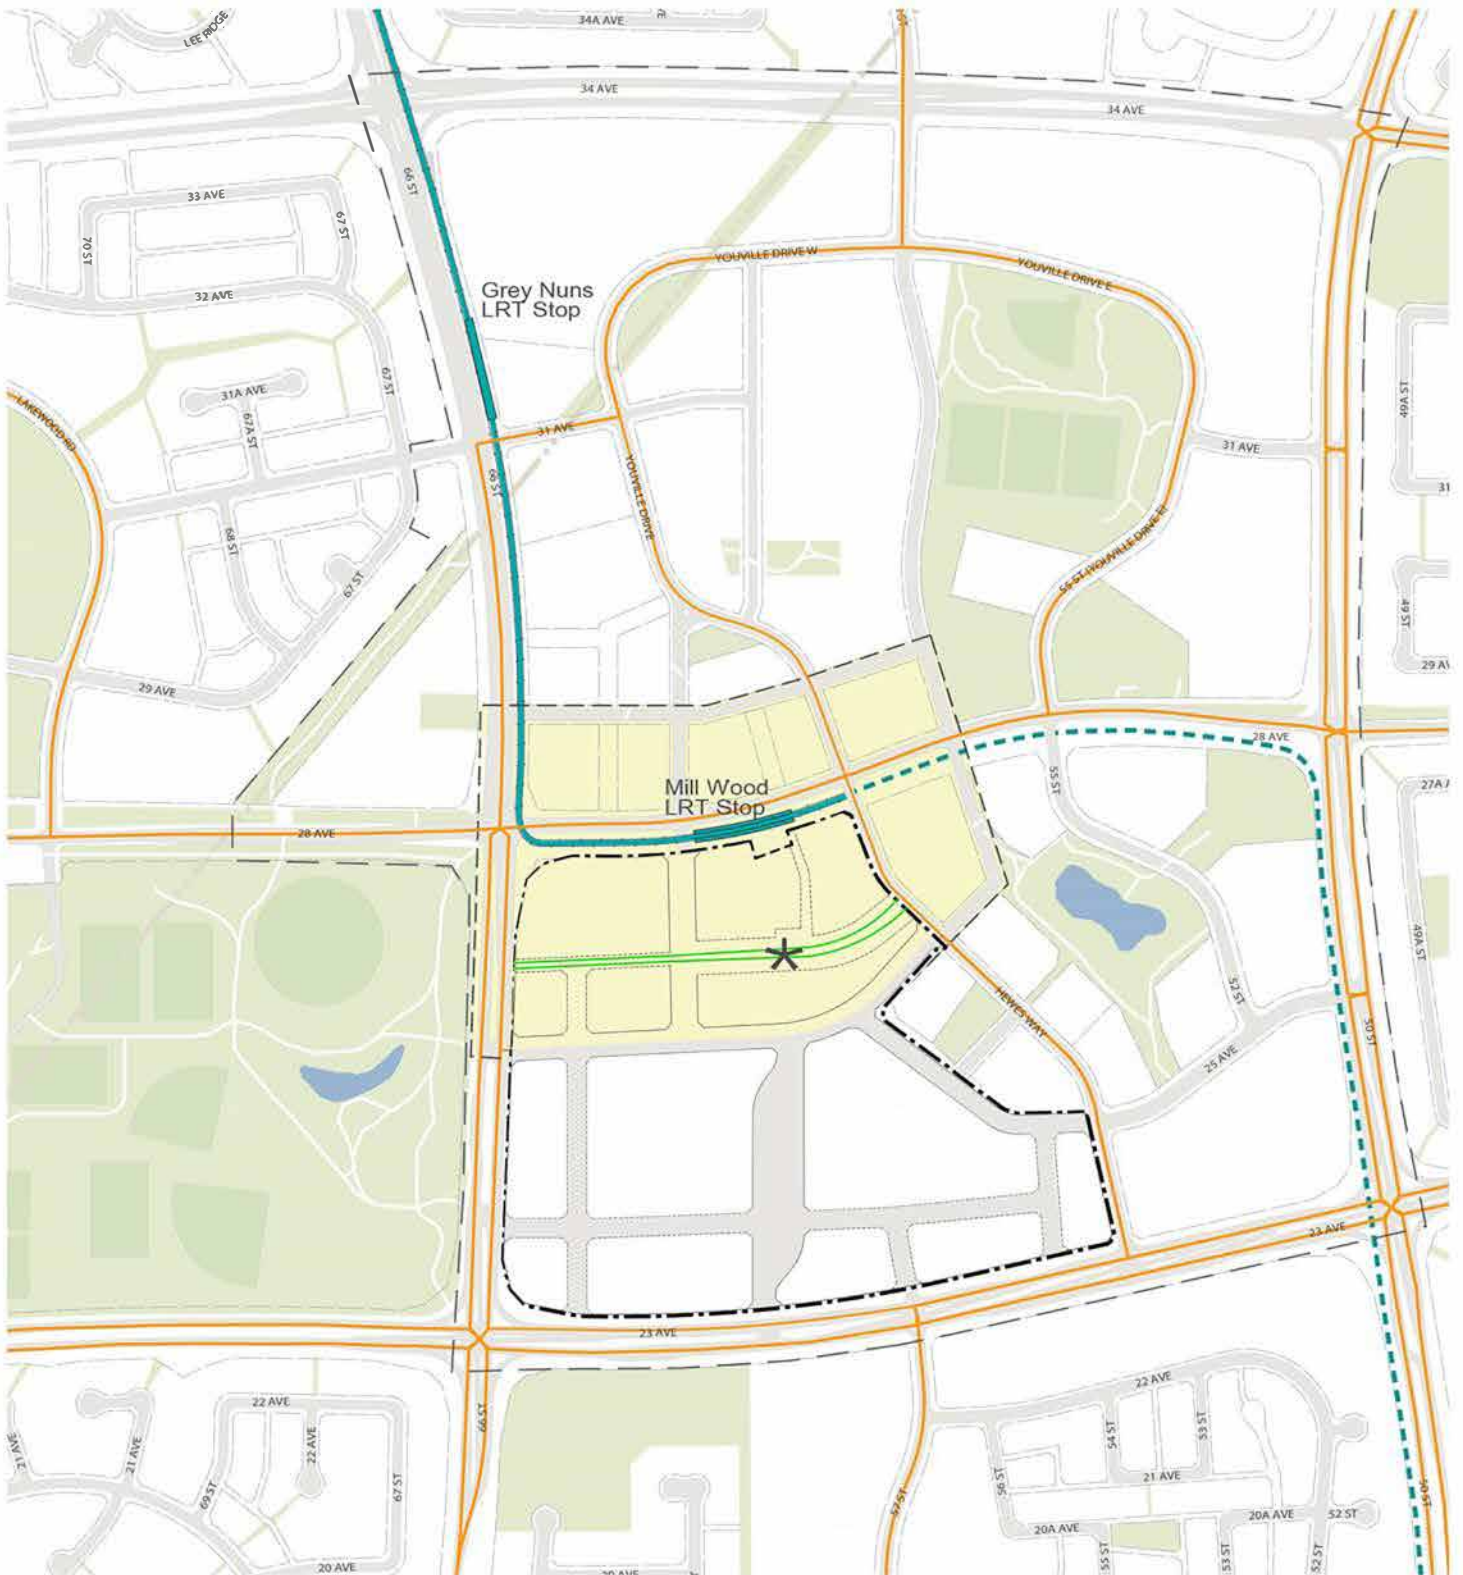 LEE RIDGE
34A AVE
34 AVE
34 AVE
66 ST
33 AVE
67 ST
70 ST
YOUVILLE DRIVE W
YOUVILLE DRIVE E
32 AVE
Grey Nuns
LRT Stop
67 ST
31A AVE
67A ST
LAKEWOOD RD
31 AVE
31 AVE
49A ST
66 ST
YOUVILLE DRIVE
31
68 ST
67 ST
55 ST (YOUVILLE DRIVE E)
49 ST
29 AVE
29 AV
28 AVE
Mill Wood
LRT Stop
55 ST
27A A
28 AVE
49A ST
52 ST
HEWES WAY
50 ST
25 AVE
23 AVE
23 AVE
22 AVE
22 AVE
66 ST
54 ST
53 ST
21 AVE
21 AVE
22 AVE
69 ST
67 ST
57 ST
56 ST
21 AVE
50 ST
20A AVE
20A AVE
52 ST
55 ST
53 ST
52 ST
20 AVE
20 AVE